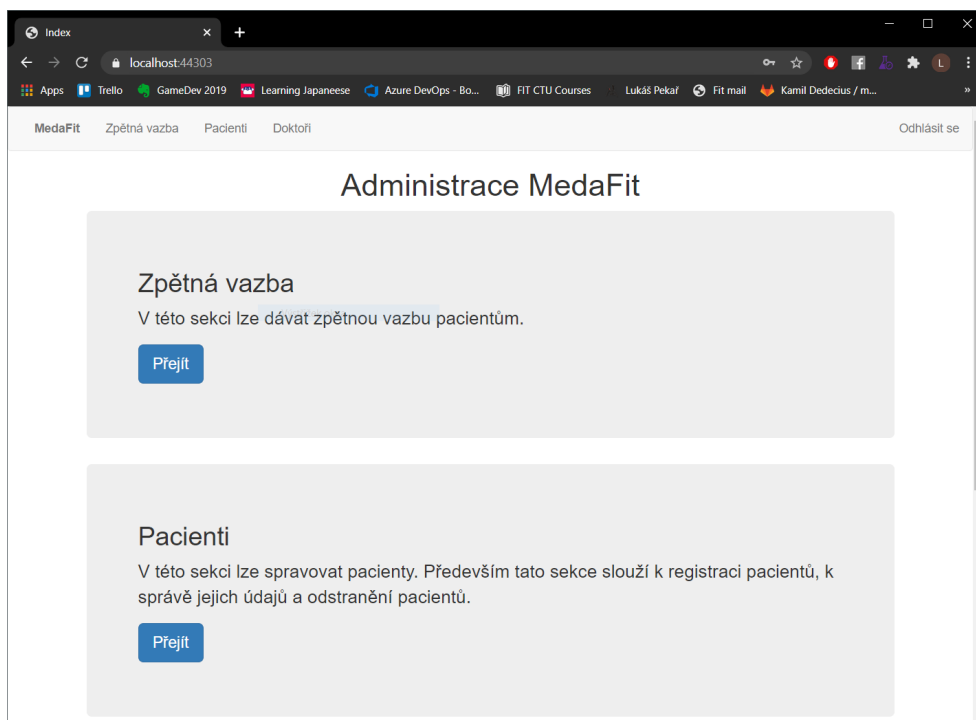 Index
localhost:44303
Apps Trello GameDev 2019 Learning Japaneese Azure DevOps - Bo... FIT CTU Courses Lukáš Pekař Fit mail Kamil Dedecius / m... »
MedaFit Zpětná vazba Pacienti Doktoři Odhlásit se
Administrace MedaFit
Zpětná vazba
V této sekci lze dávat zpětnou vazbu pacientům.
Přejít
Pacienti
V této sekci lze spravovat pacienty. Především tato sekce slouží k registraci pacientů, k
správě jejich údajů a odstranění pacientů.
Přejít